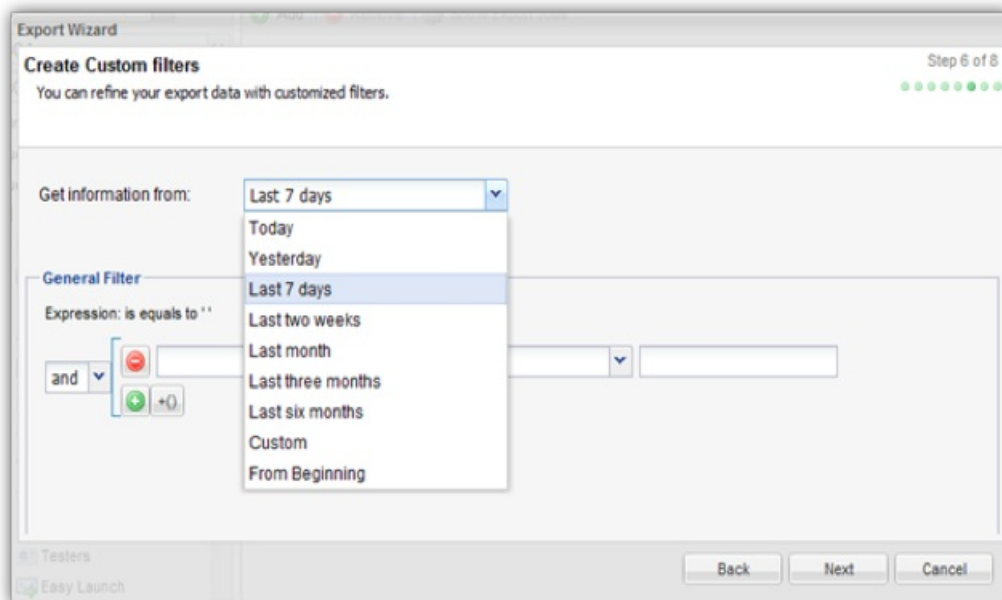 Export Wizard
Create Custom filters
Step 6 of 8
You can refine your export data with customized filters.
Get information from:
Last 7 days
Today
Yesterday
Last 7 days
Last two weeks
Last month
Last three months
Last six months
Custom
From Beginning
General Filter
Expression: is equals to ' '
and
+()
Testers
Easy Launch
Back
Next
Cancel